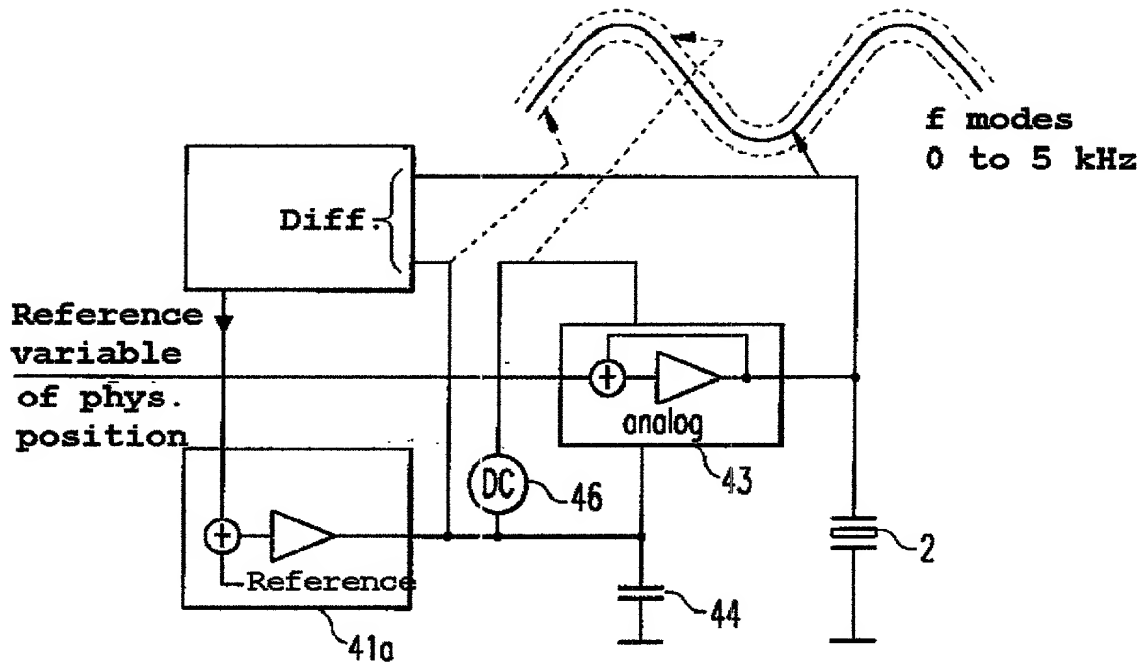 f modes
0 to 5 kHz
Diff.
Reference
variable
of phys.
position
analog
43
DC
46
2
Reference
44
41a